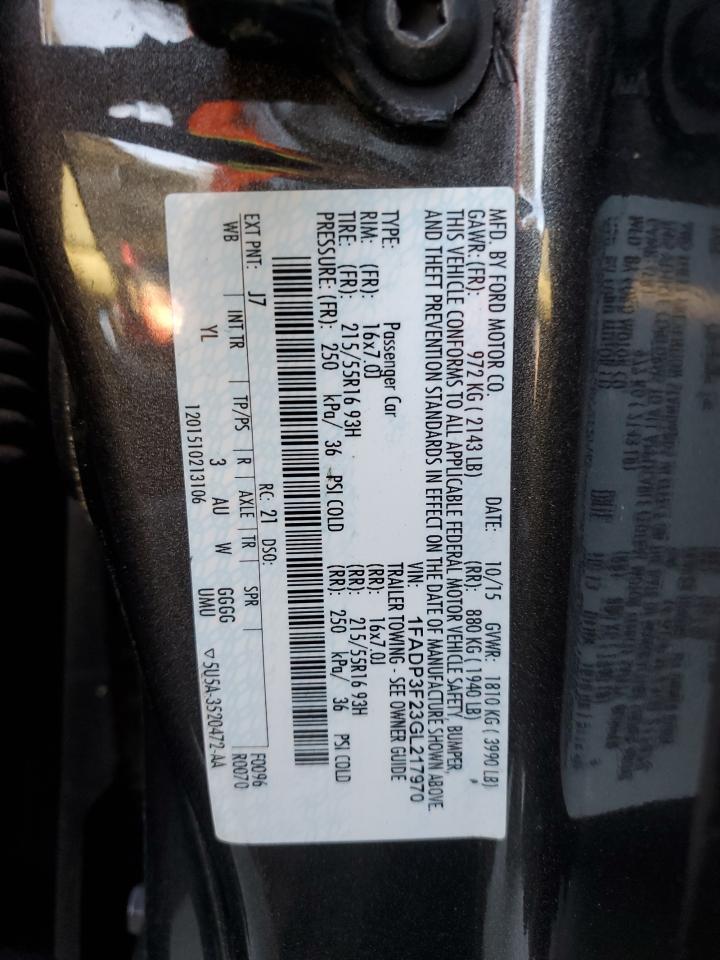 MFD. BY FORD MOTOR CO. DATE: 10/15 GVWR: 1810 KG ( 3990 LB)
GAWR: (FR): 972 KG ( 2143 LB) (RR): 880 KG ( 1940 LB)
THIS VEHICLE CONFORMS TO ALL APPLICABLE FEDERAL MOTOR VEHICLE SAFETY, BUMPER,
AND THEFT PREVENTION STANDARDS IN EFFECT ON THE DATE OF MANUFACTURE SHOWN ABOVE.
VIN: 1FADP3F23GL217970
TYPE: Passenger Car TRAILER TOWING - SEE OWNER GUIDE
RIM: (FR): 16x7.0J (RR): 16x7.0J
TIRE: (FR): 215/55R16 93H (RR): 215/55R16 93H
PRESSURE: (FR): 250 kPa/ 36 PSI COLD (RR): 250 kPa/ 36 PSI COLD
EXT PNT: J7 RC: 21 DSO: F0096
WB | INT TR | TP/PS | R | AXLE | TR | SPR R0070
YL 3 AU W GGGG
UMU
1201510213106 ▽5U5A-3520472-AA